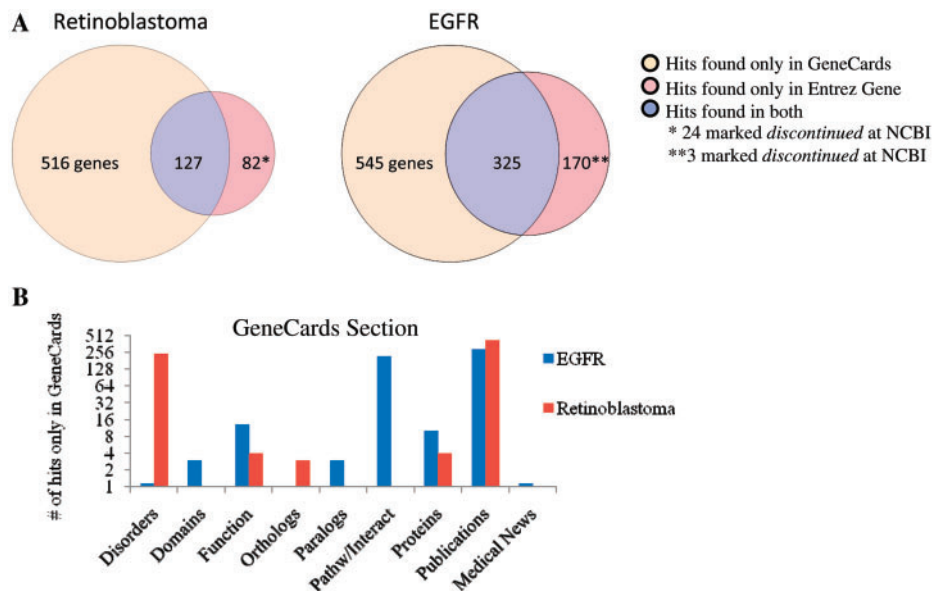 A
Retinoblastoma
EGFR
516 genes
127
82*
545 genes
325
170**
Hits found only in GeneCards
Hits found only in Entrez Gene
Hits found in both
* 24 marked discontinued at NCBI
**3 marked discontinued at NCBI
B
GeneCards Section
# of hits only in GeneCards
512
256
128
64
32
16
8
4
2
1
EGFR
Retinoblastoma
Disorders
Domains
Function
Orthologs
Paralogs
Pathw/Interact
Proteins
Publications
Medical News